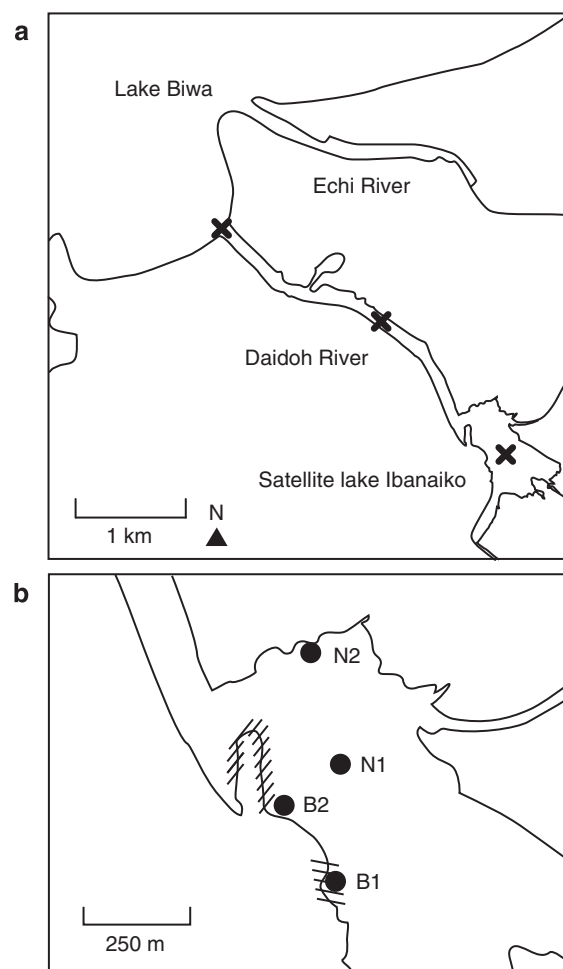 a
Lake Biwa
Echi River
Daidoh River
Satellite lake Ibanaiko
N
1 km
b
N2
N1
B2
B1
250 m